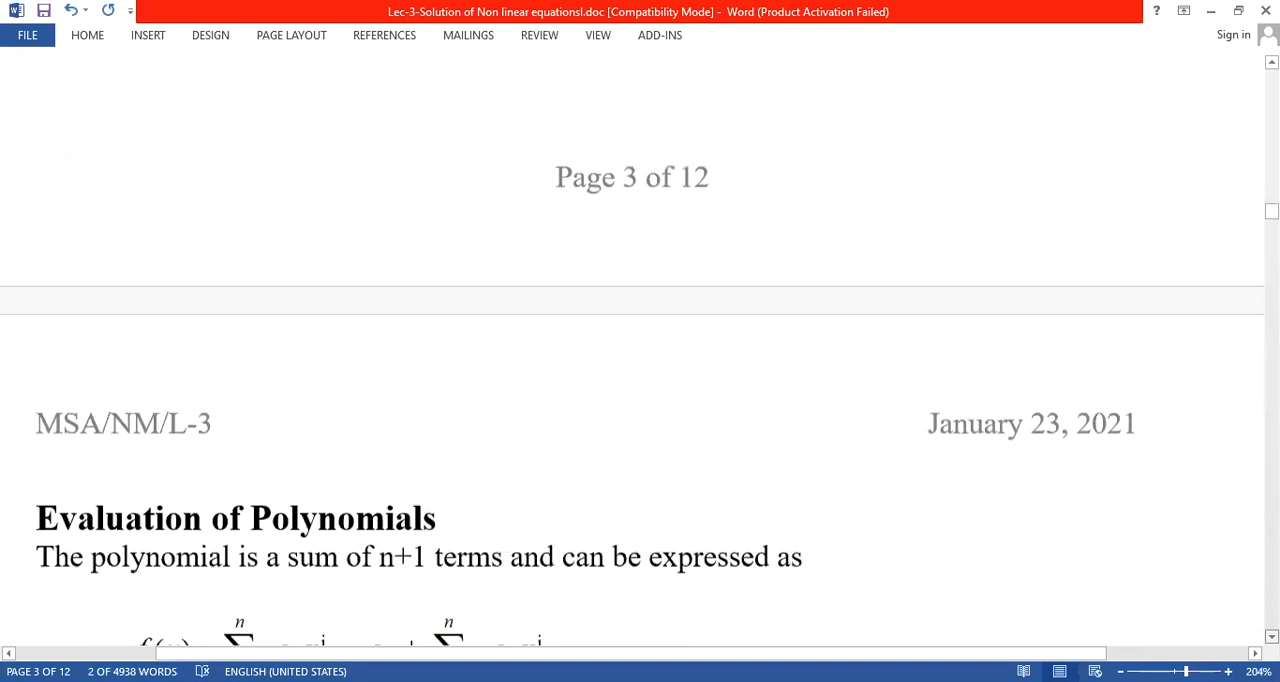 Lec-3-Solution of Non linear equationsl.doc [Compatibility Mode] - Word (Product Activation Failed)
?
FILE HOME INSERT DESIGN PAGE LAYOUT REFERENCES MAILINGS REVIEW VIEW ADD-INS Sign in
Page 3 of 12
MSA/NM/L-3 January 23, 2021
Evaluation of Polynomials
The polynomial is a sum of n+1 terms and can be expressed as
n n
PAGE 3 OF 12 2 OF 4938 WORDS ENGLISH (UNITED STATES) 204%